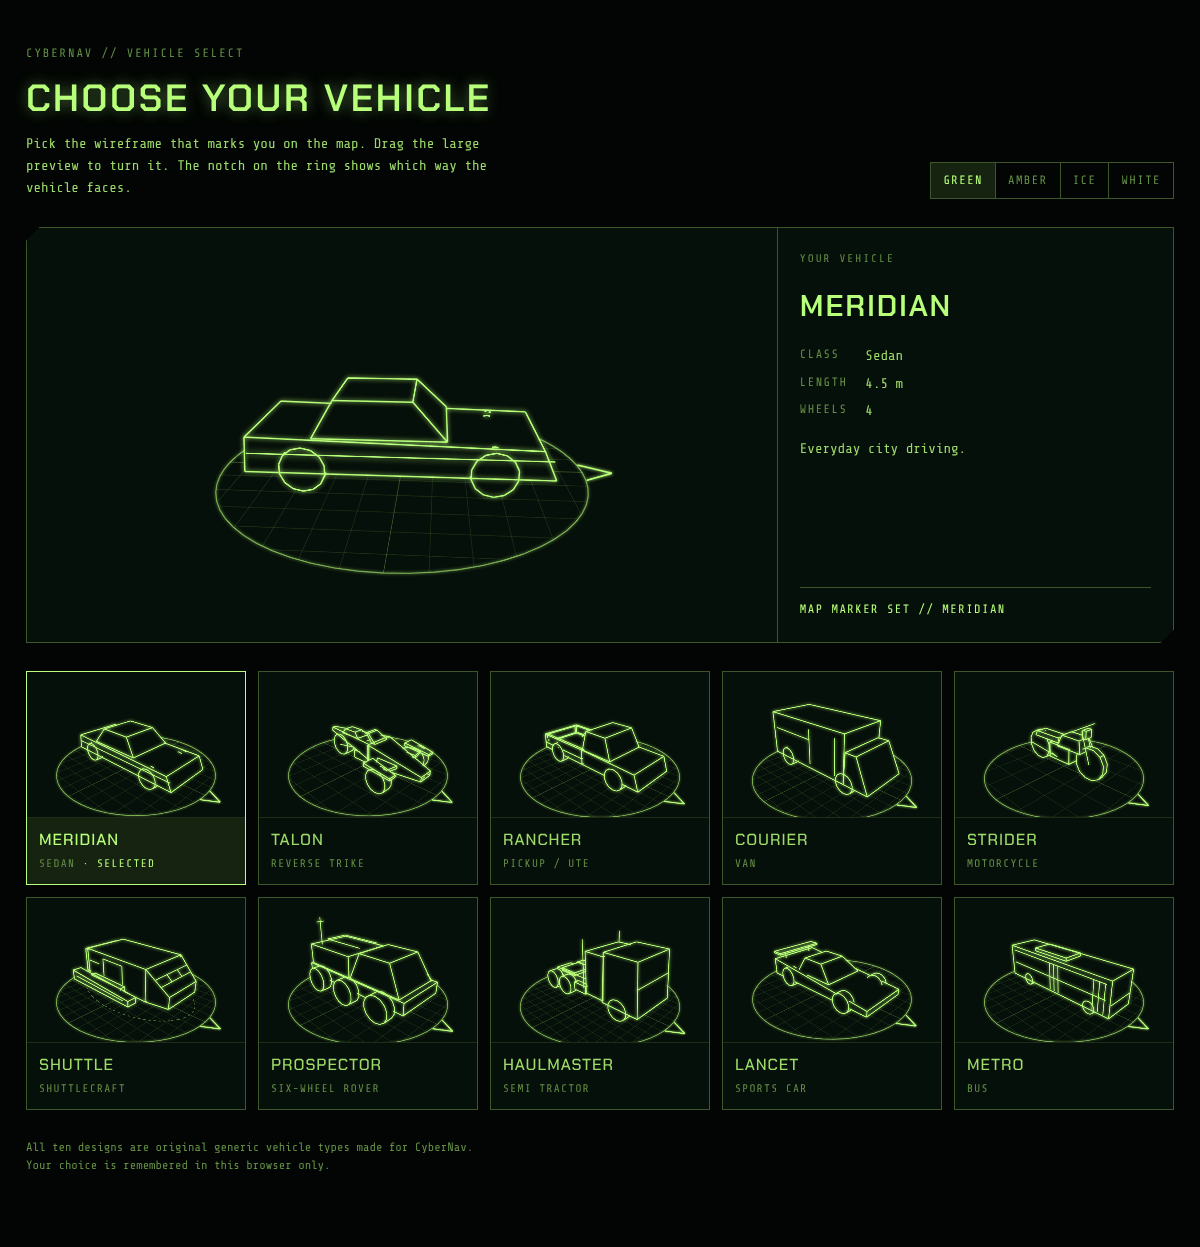 CYBERNAV // VEHICLE SELECT
CHOOSE YOUR VEHICLE
Pick the wireframe that marks you on the map. Drag the large
preview to turn it. The notch on the ring shows which way the
vehicle faces.
GREEN AMBER ICE WHITE
YOUR VEHICLE
MERIDIAN
CLASS Sedan
LENGTH 4.5 m
WHEELS 4
Everyday city driving.
MAP MARKER SET // MERIDIAN
MERIDIAN
SEDAN · SELECTED
TALON
REVERSE TRIKE
RANCHER
PICKUP / UTE
COURIER
VAN
STRIDER
MOTORCYCLE
SHUTTLE
SHUTTLECRAFT
PROSPECTOR
SIX-WHEEL ROVER
HAULMASTER
SEMI TRACTOR
LANCET
SPORTS CAR
METRO
BUS
All ten designs are original generic vehicle types made for CyberNav.
Your choice is remembered in this browser only.